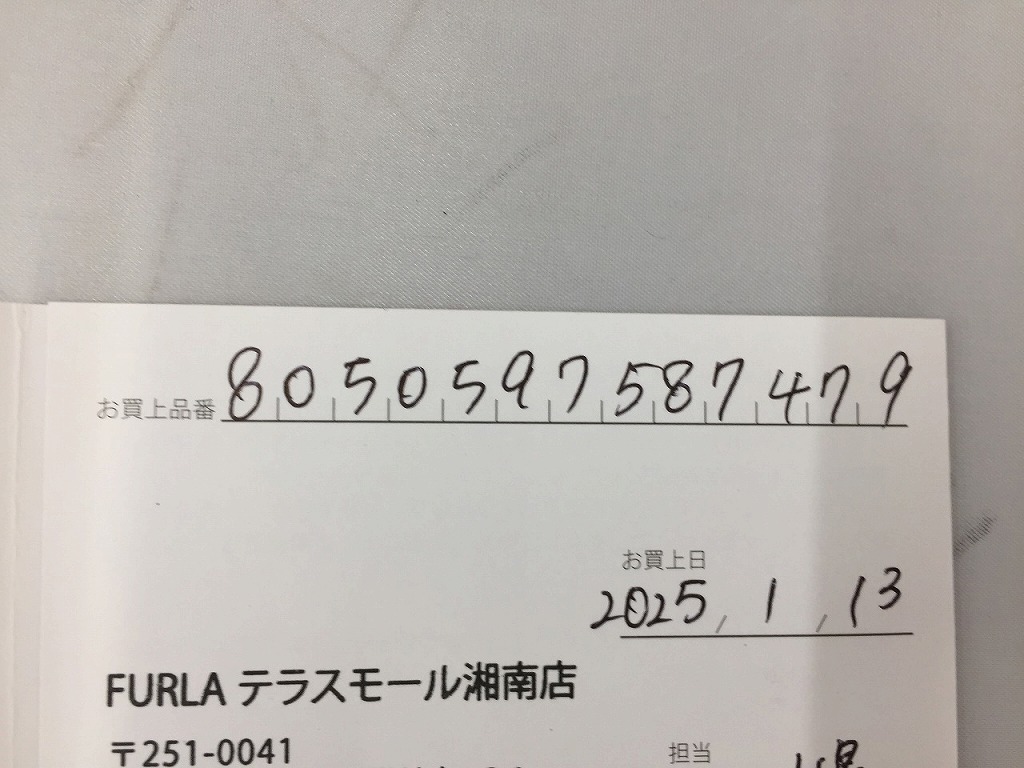 お買上品番 8050597587479
お買上日
2025 / 1 / 13
FURLA テラスモール湘南店
〒251-0041
担当